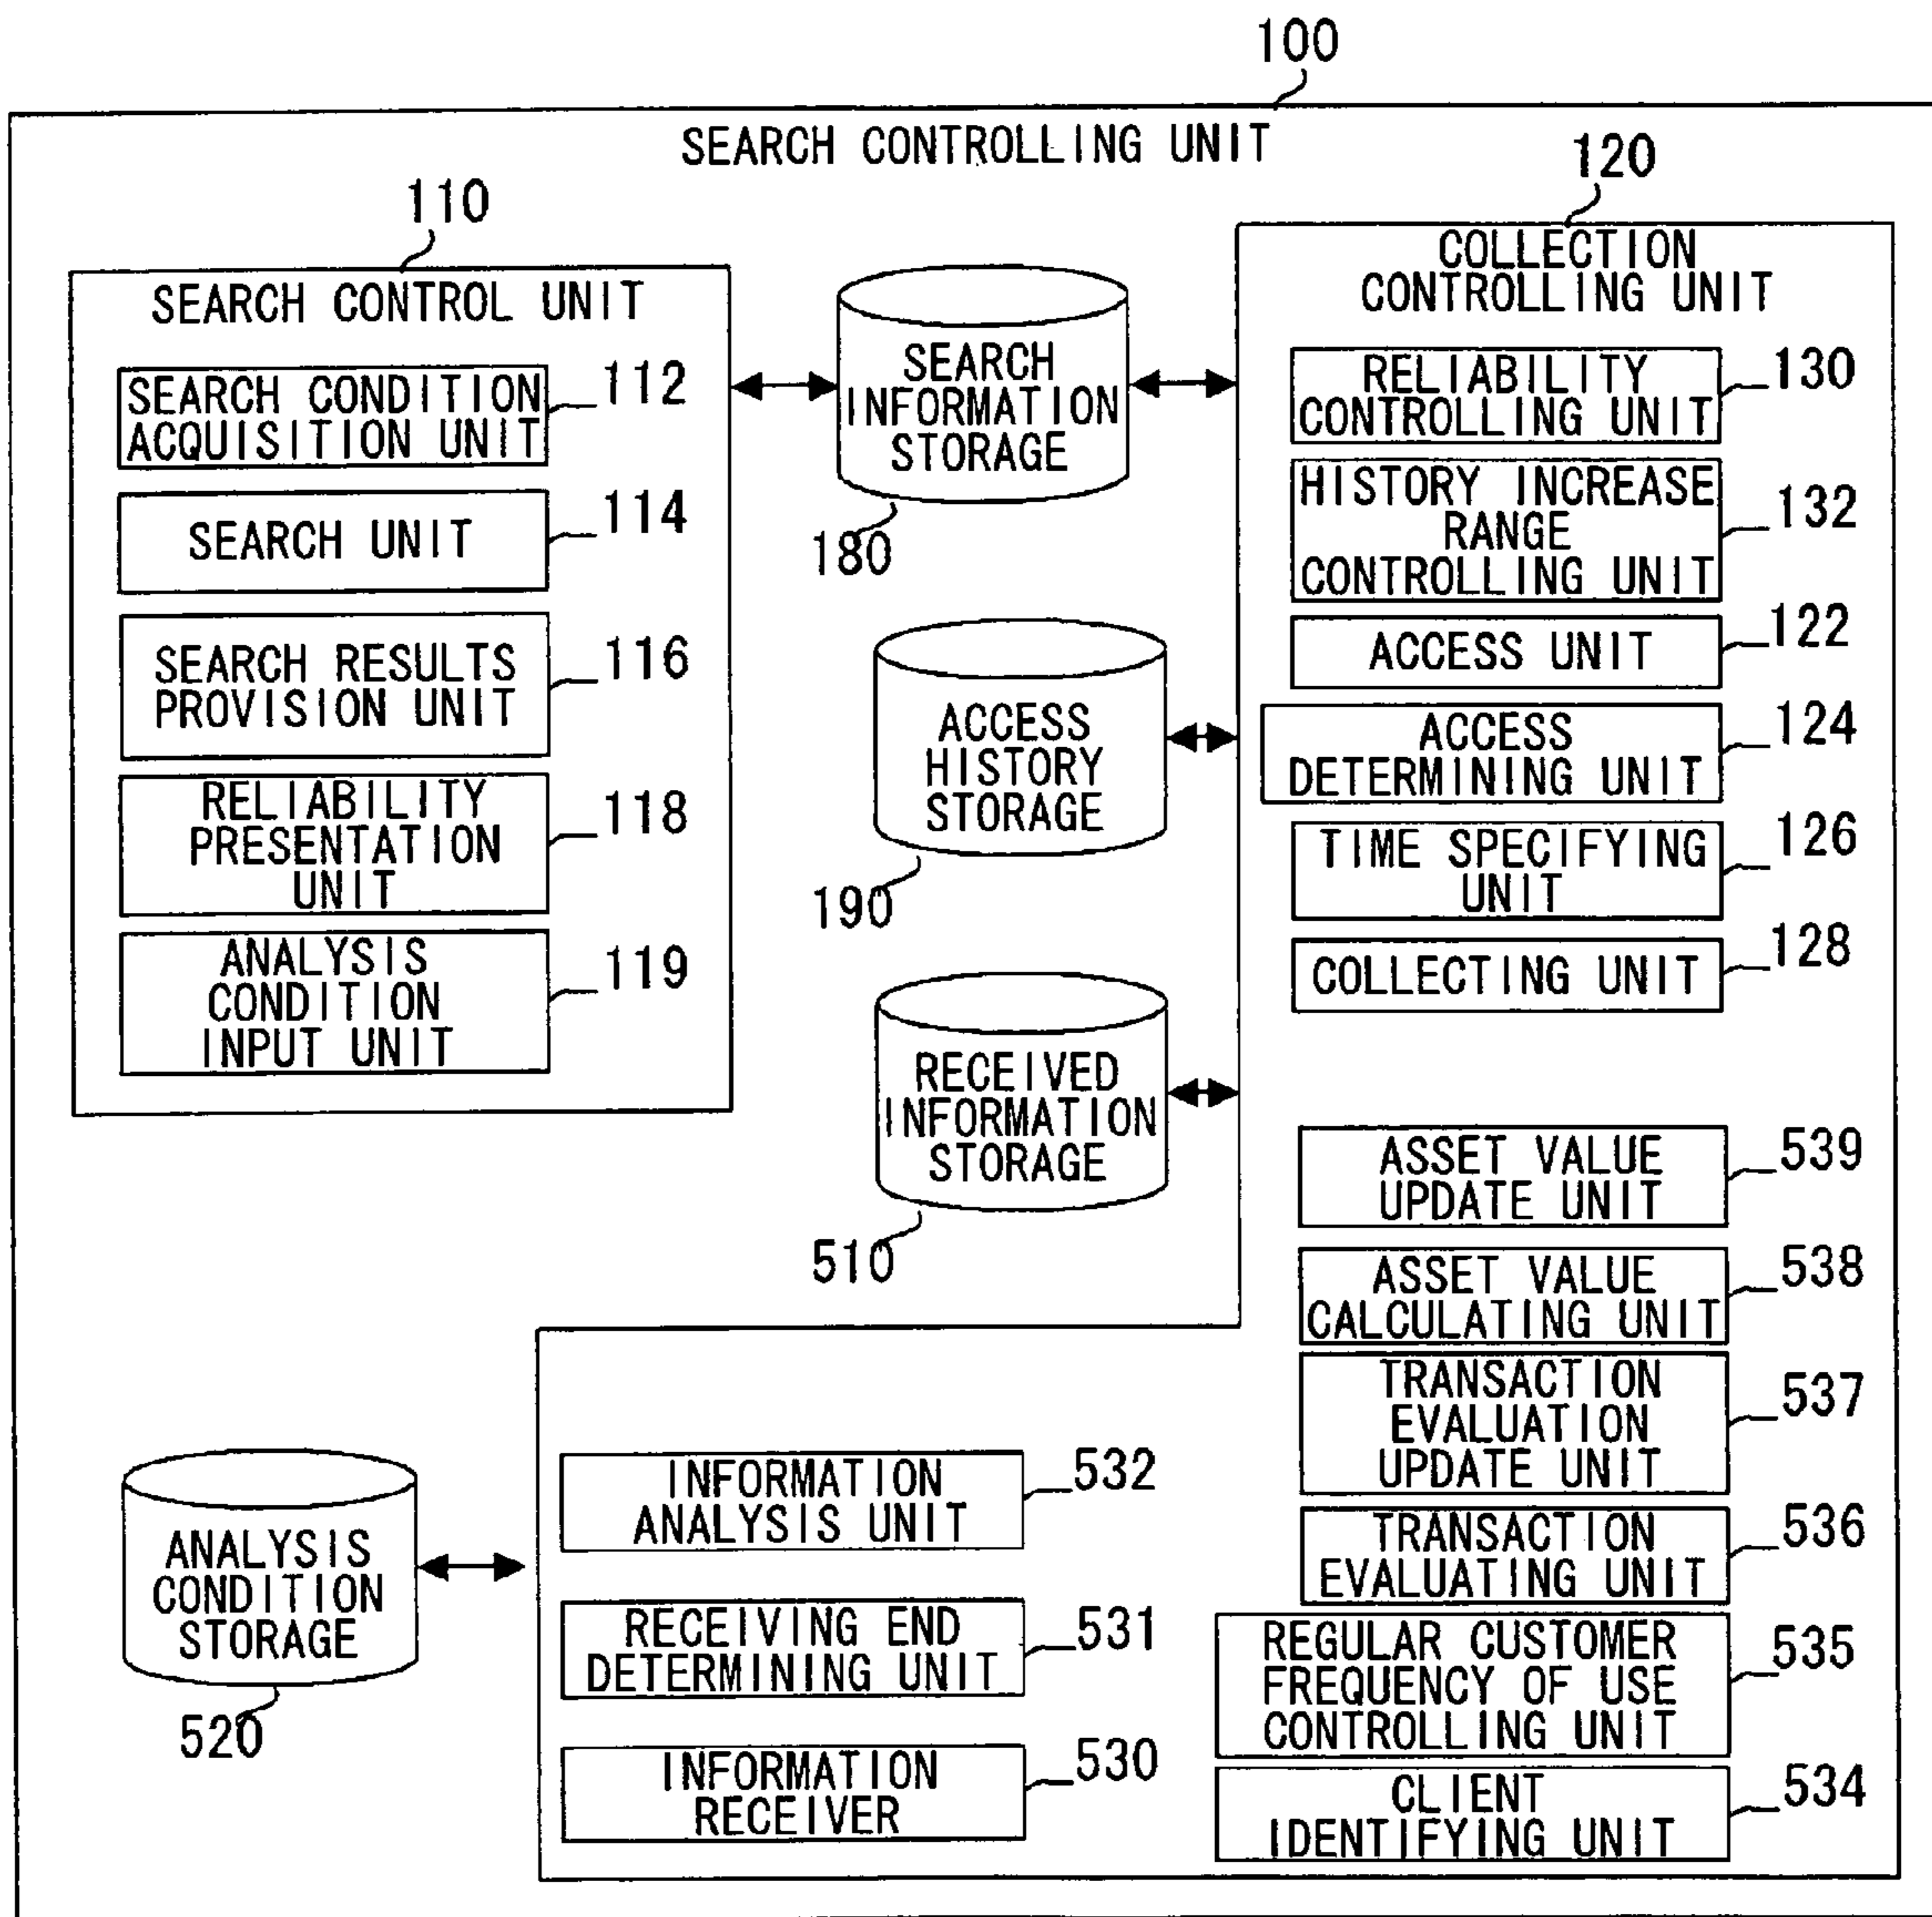 100
SEARCH CONTROLLING UNIT
110
SEARCH CONTROL UNIT
SEARCH CONDITION
ACQUISITION UNIT
112
SEARCH UNIT
114
SEARCH RESULTS
PROVISION UNIT
116
RELIABILITY
PRESENTATION
UNIT
118
ANALYSIS
CONDITION
INPUT UNIT
119
SEARCH
INFORMATION
STORAGE
180
ACCESS
HISTORY
STORAGE
190
RECEIVED
INFORMATION
STORAGE
510
120
COLLECTION
CONTROLLING UNIT
RELIABILITY
CONTROLLING UNIT
130
HISTORY INCREASE
RANGE
CONTROLLING UNIT
132
ACCESS UNIT
122
ACCESS
DETERMINING UNIT
124
TIME SPECIFYING
UNIT
126
COLLECTING UNIT
128
ASSET VALUE
UPDATE UNIT
539
ASSET VALUE
CALCULATING UNIT
538
TRANSACTION
EVALUATION
UPDATE UNIT
537
TRANSACTION
EVALUATING UNIT
536
REGULAR CUSTOMER
FREQUENCY OF USE
CONTROLLING UNIT
535
CLIENT
IDENTIFYING UNIT
534
ANALYSIS
CONDITION
STORAGE
520
INFORMATION
ANALYSIS UNIT
532
RECEIVING END
DETERMINING UNIT
531
INFORMATION
RECEIVER
530